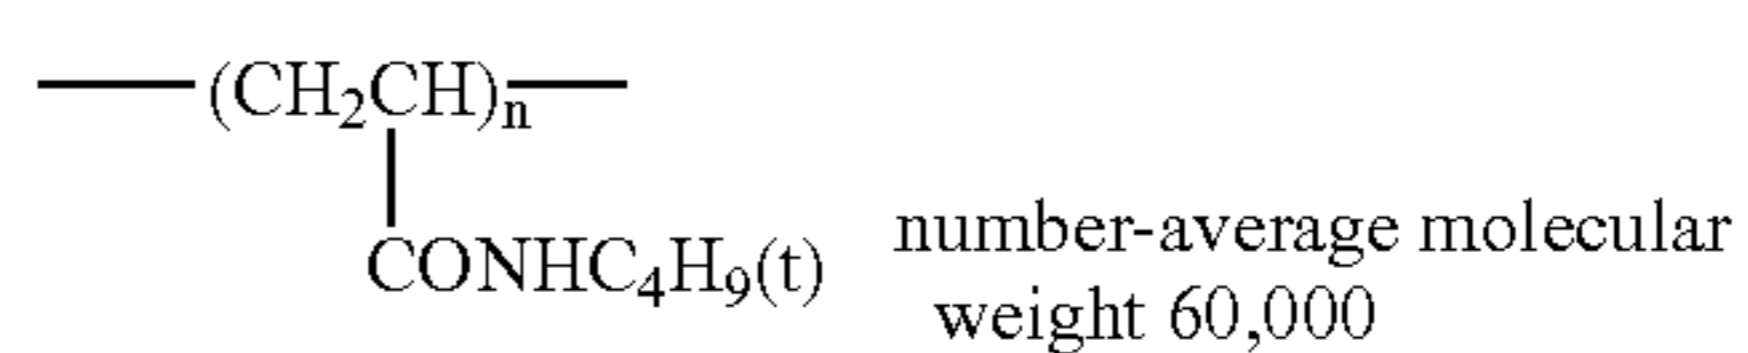 (CH₂CH)ₙ
CONHC₄H₉(t)
number-average molecular
weight 60,000